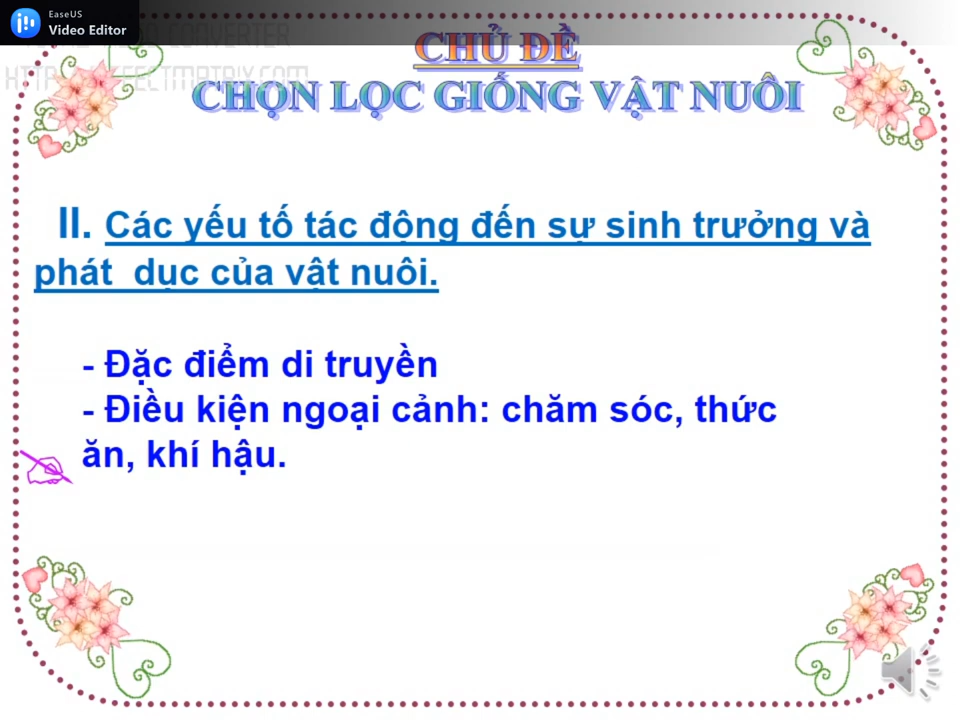 EaseUS
Video Editor
CHỦ ĐỀ
CHỌN LỌC GIỐNG VẬT NUÔI
II. Các yếu tố tác động đến sự sinh trưởng và
phát dục của vật nuôi.
- Đặc điểm di truyền
- Điều kiện ngoại cảnh: chăm sóc, thức
ăn, khí hậu.